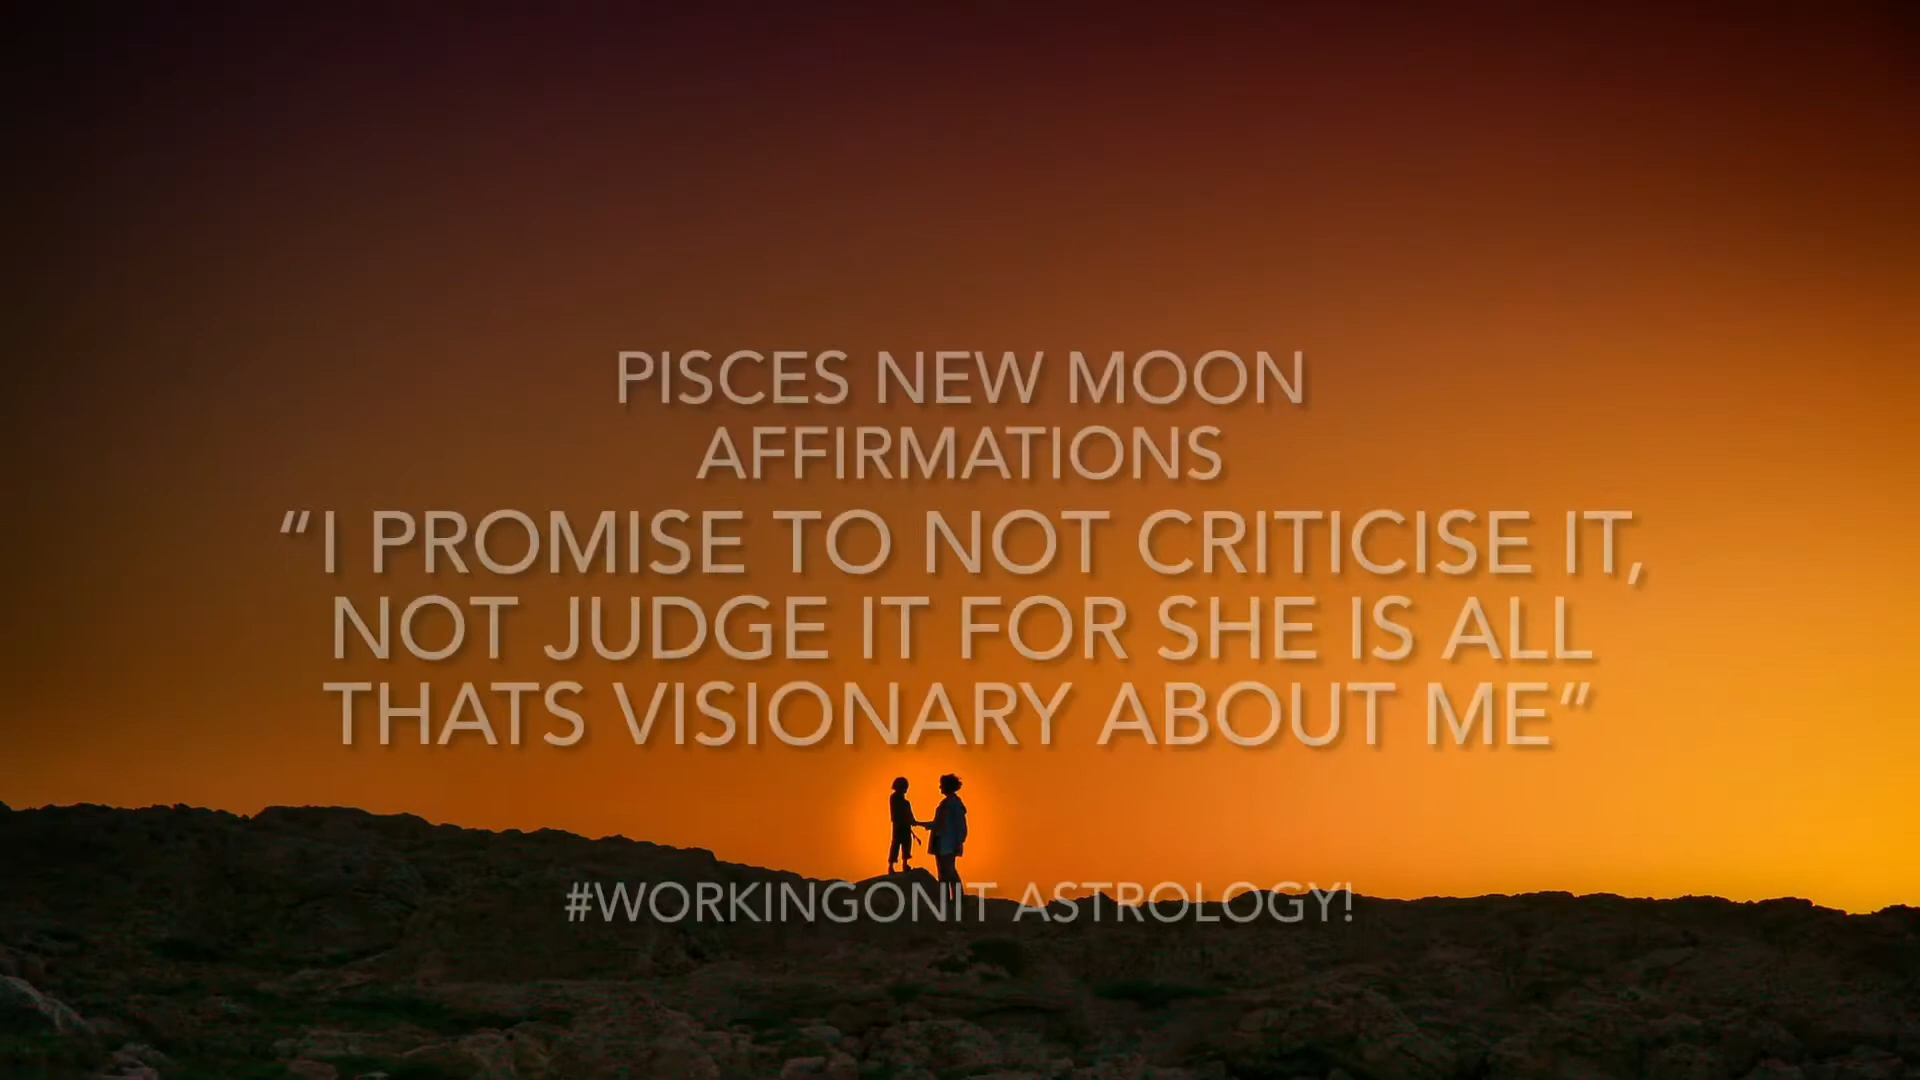 PISCES NEW MOON
AFFIRMATIONS
“I PROMISE TO NOT CRITICISE IT,
NOT JUDGE IT FOR SHE IS ALL
THATS VISIONARY ABOUT ME”
#WORKINGONIT ASTROLOGY!